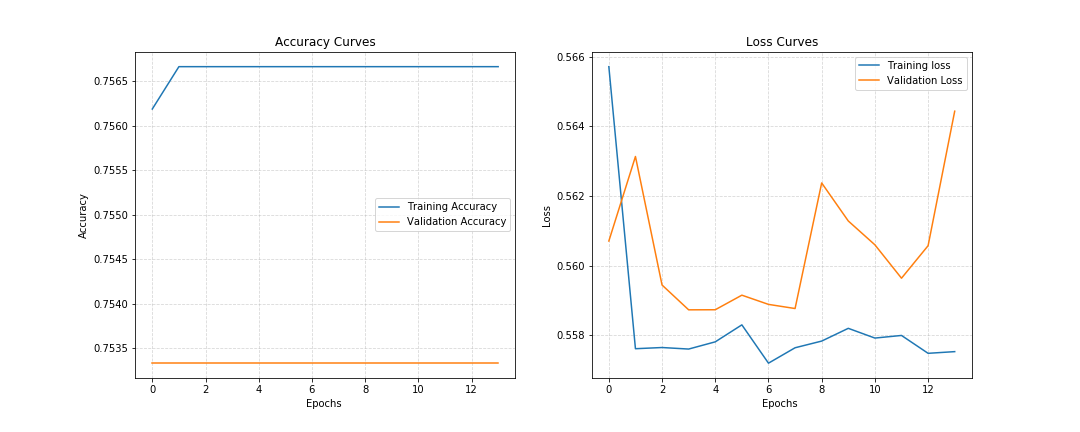 Accuracy Curves
0.7565
0.7560
0.7555
0.7550
0.7545
0.7540
0.7535
Accuracy
Training Accuracy
Validation Accuracy
0 2 4 6 8 10 12
Epochs
Loss Curves
0.566
0.564
0.562
0.560
0.558
Loss
Training loss
Validation Loss
0 2 4 6 8 10 12
Epochs